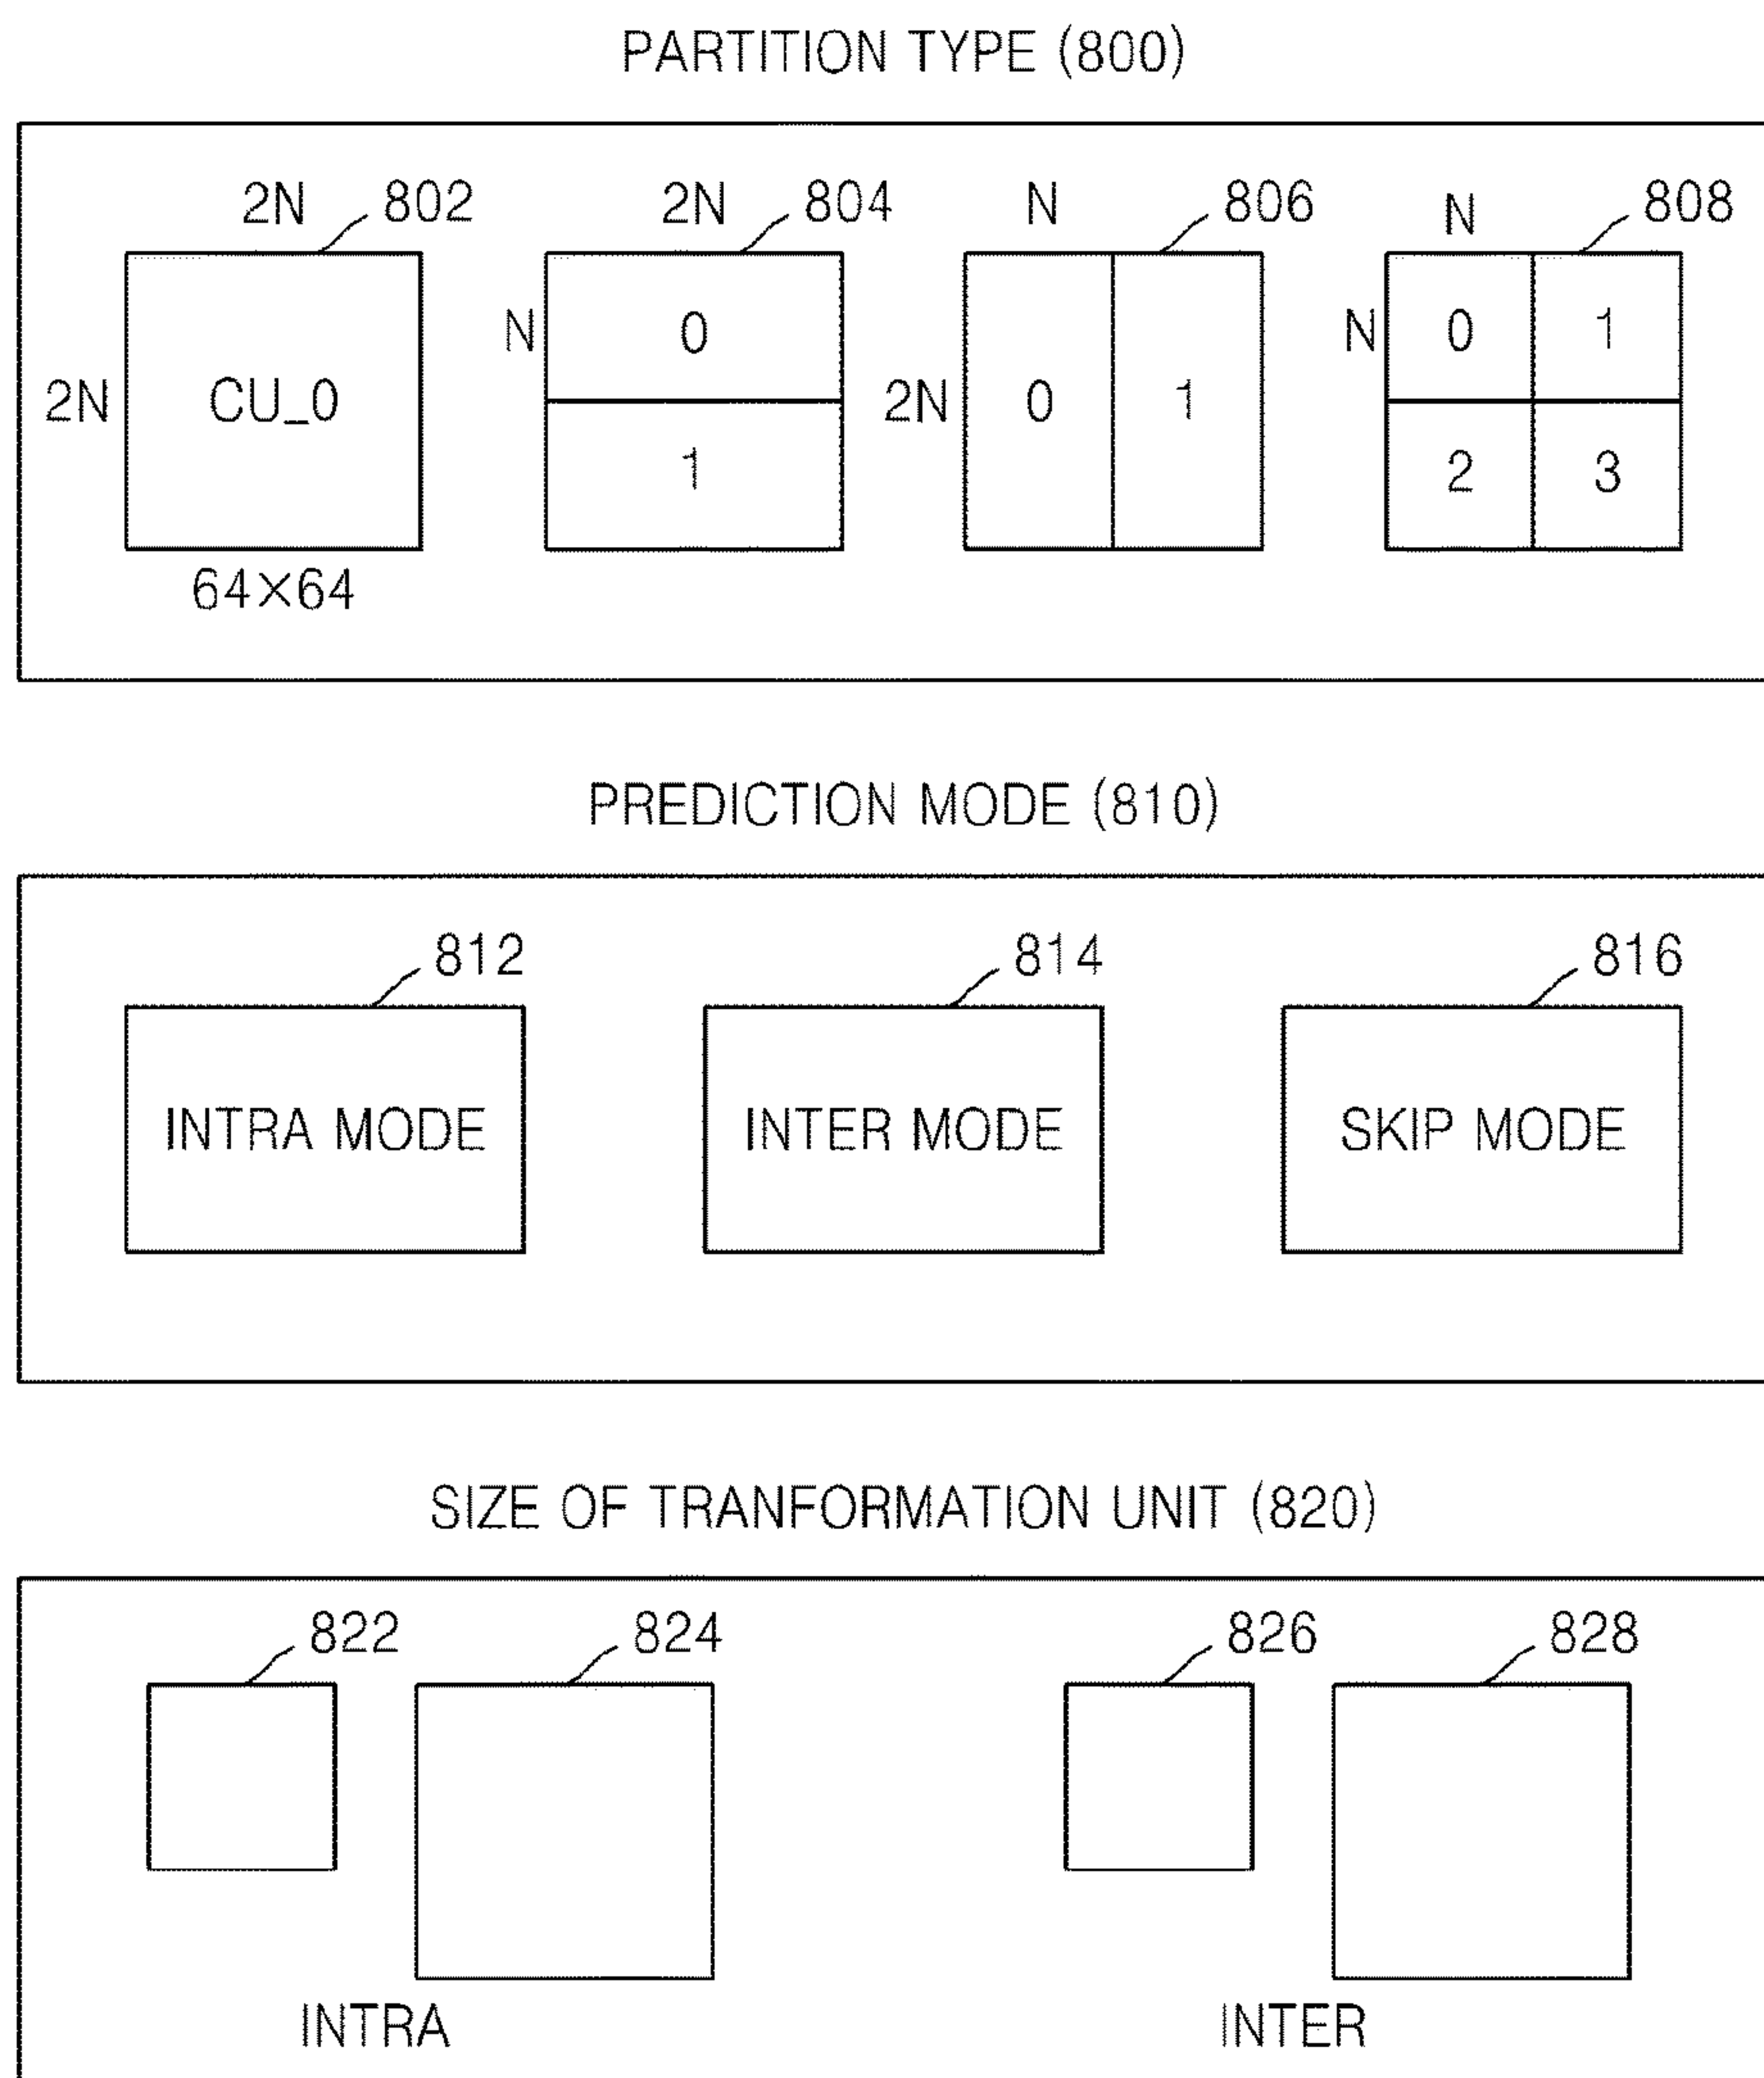 PARTITION TYPE (800)
2N 802 2N 804 N 806 N 808
N 0 N 0 1
2N CU_0 2N 0 1
1 2 3
64×64
PREDICTION MODE (810)
812 814 816
INTRA MODE INTER MODE SKIP MODE
SIZE OF TRANFORMATION UNIT (820)
822 824 826 828
INTRA INTER